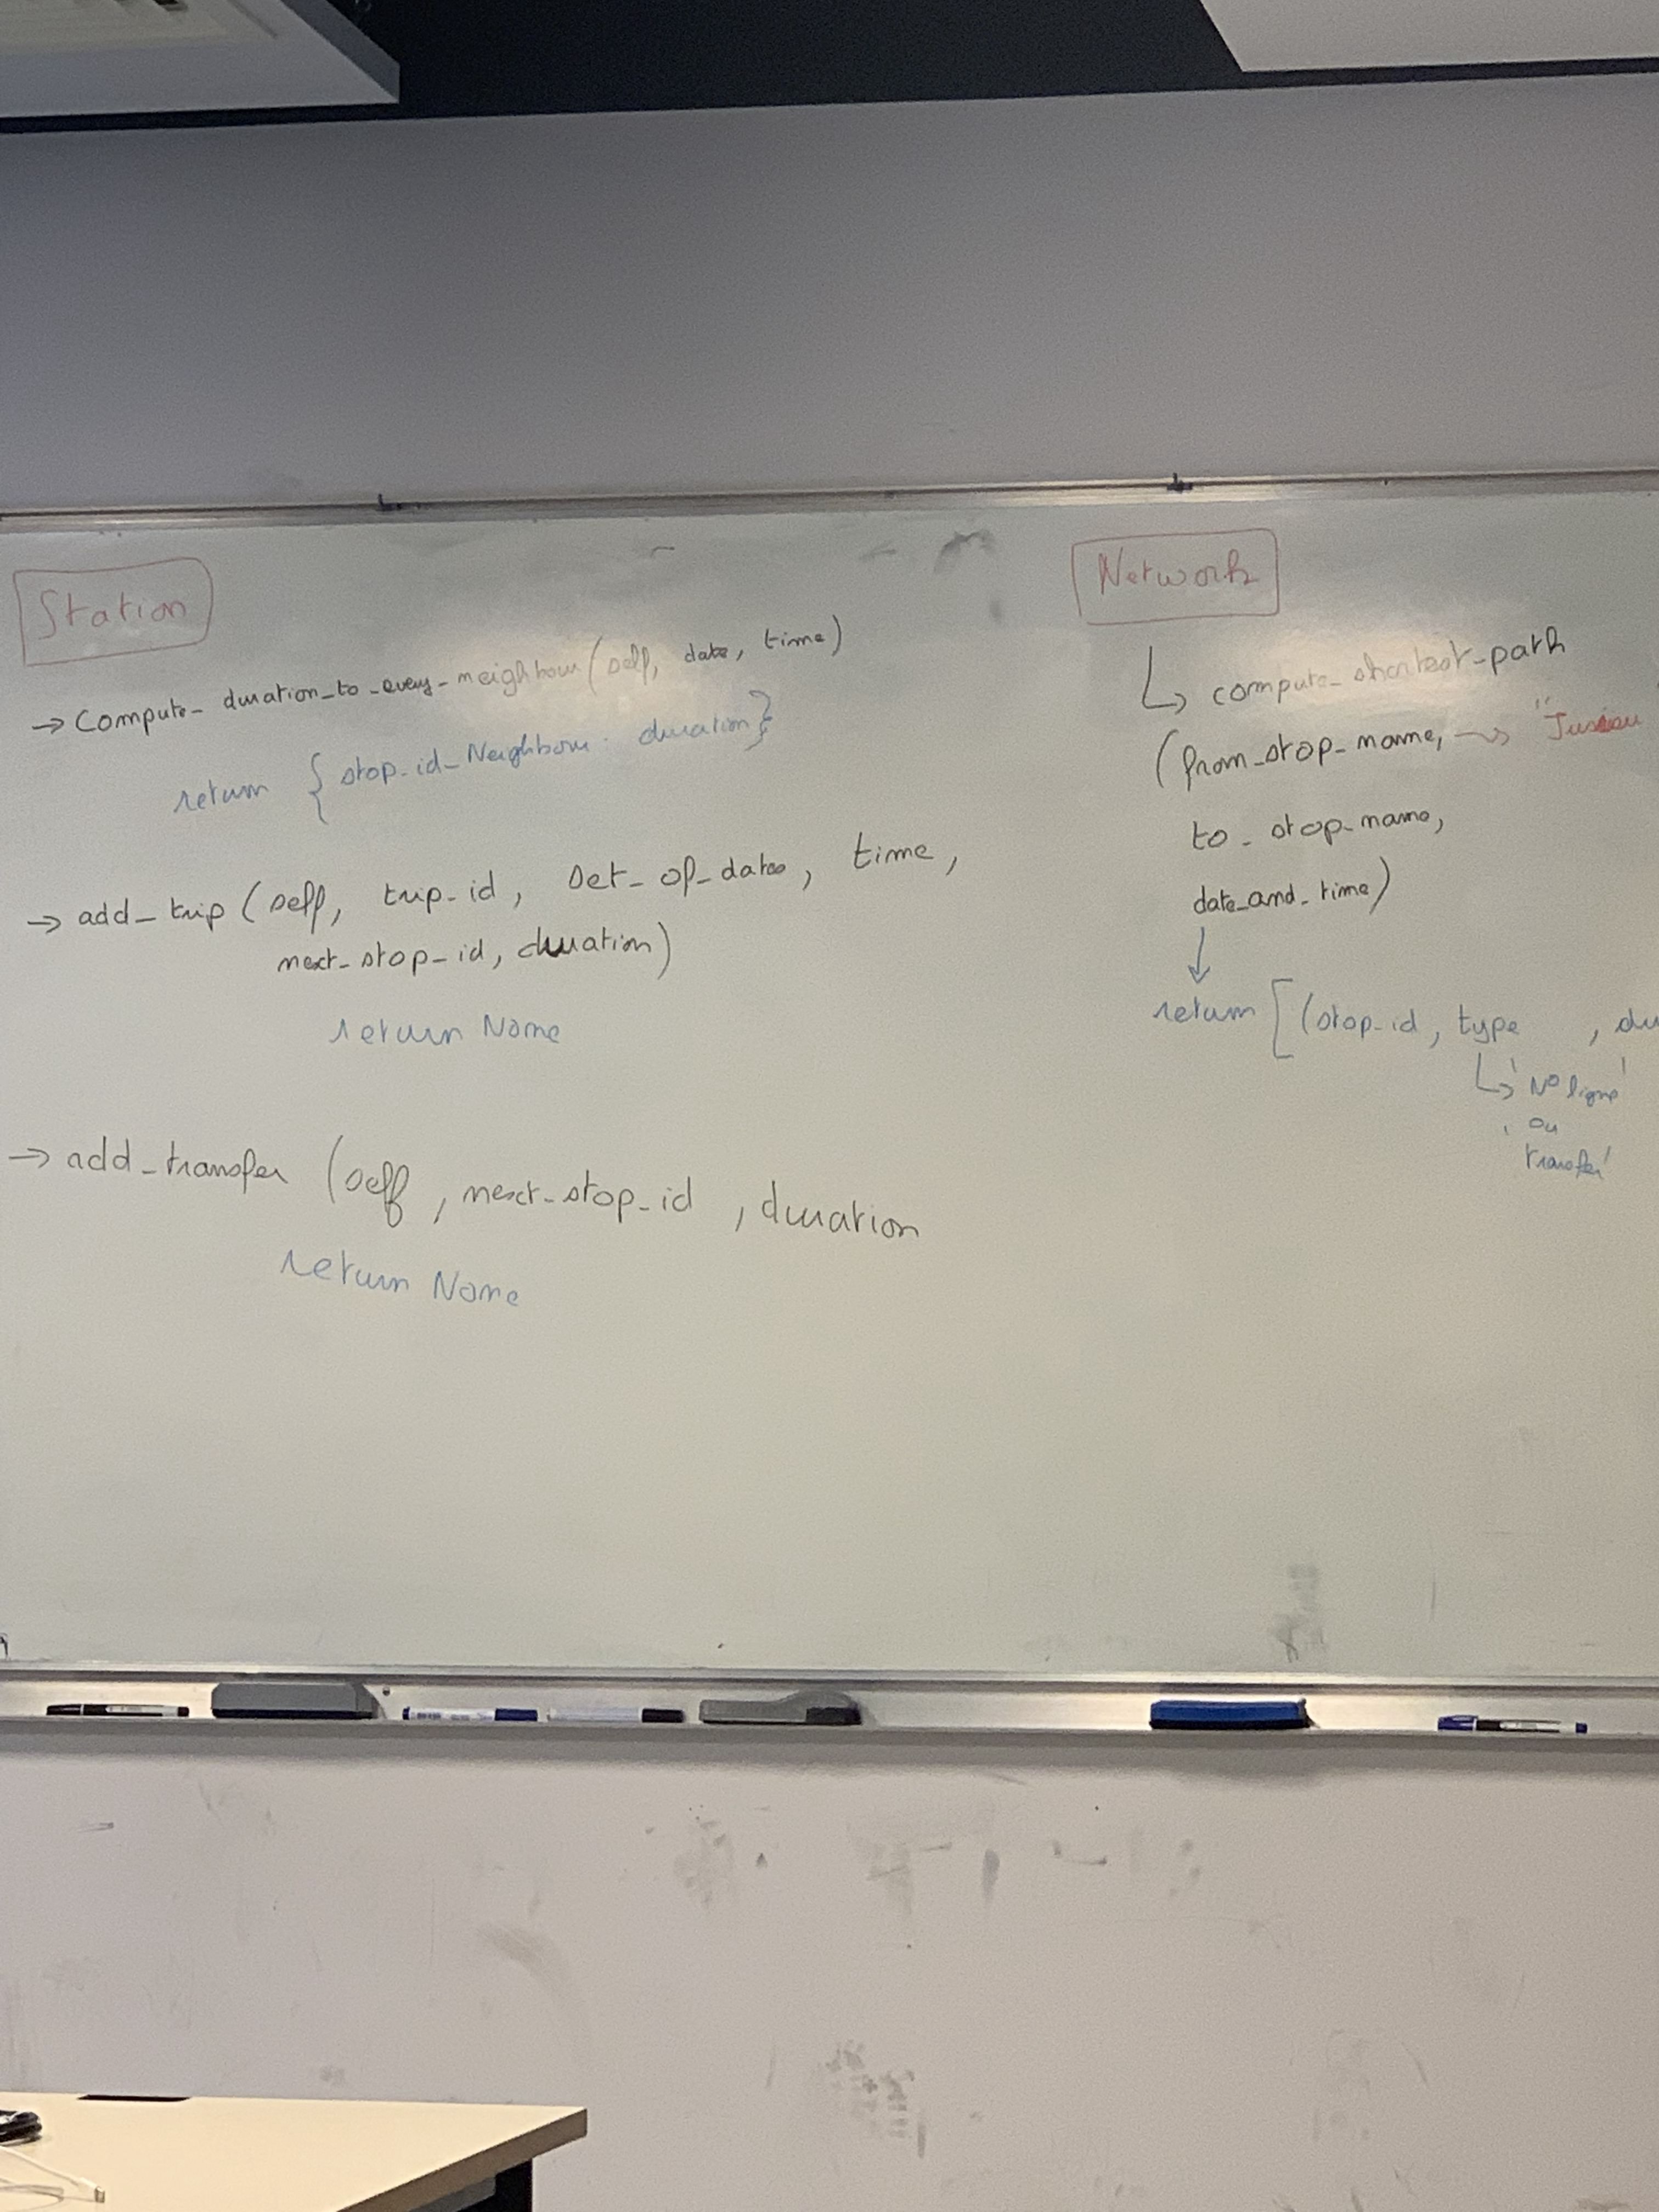 Station
→ Compute_duration_to_every_neighbour(self, date, time)
return {stop_id_Neighbour: duration}
→ add_trip(self, trip_id, set_of_dates, time,
next_stop_id, duration)
return None
→ add_transfer (self, next_stop_id, duration
return None
Network
↳ compute_shortest_path
(from_stop_name, → "Jussieu
to_stop_name,
date_and_time)
↓
return [(stop_id, type , du
↳ 'N° ligne'
ou
'transfer'